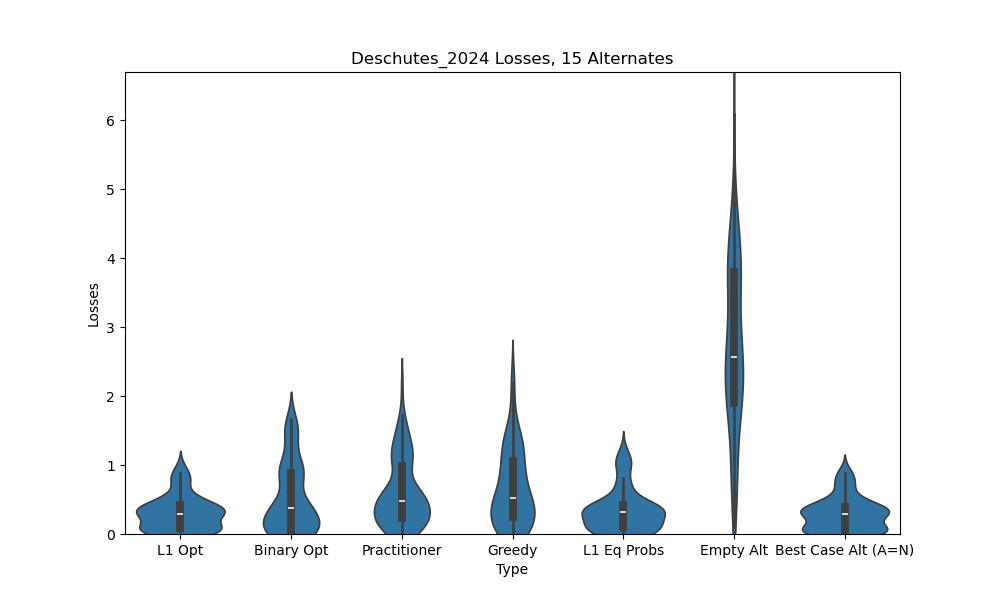 Deschutes_2024 Losses, 15 Alternates
Losses
6
5
4
3
2
1
0
L1 Opt Binary Opt Practitioner Greedy L1 Eq Probs Empty Alt Best Case Alt (A=N)
Type